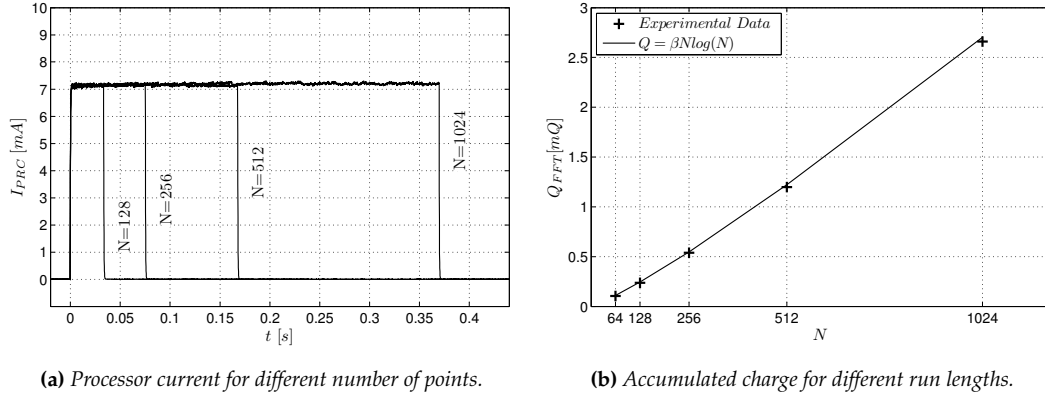 10
9
8
7
6
5
4
3
2
1
0
I_PRC [mA]
N=128
N=256
N=512
N=1024
0 0.05 0.1 0.15 0.2 0.25 0.3 0.35 0.4
t [s]
(a) Processor current for different number of points.
3
2.5
2
1.5
1
0.5
0
Q_FFT[mQ]
Experimental Data
Q = βNlog(N)
64 128 256 512 1024
N
(b) Accumulated charge for different run lengths.